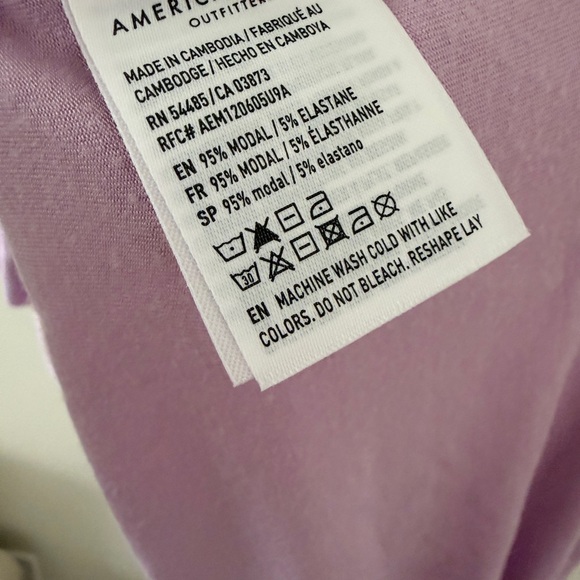 AMERIC
OUTFITTER
MADE IN CAMBODIA / FABRIQUÉ AU
CAMBODGE / HECHO EN CAMBOYA
RN 54485 / CA 03873
RFC# AEM120605U9A
EN 95% MODAL / 5% ELASTANE
FR 95% MODAL / 5% ÉLASTHANNE
SP 95% modal / 5% elastano
30
EN MACHINE WASH COLD WITH LIKE
COLORS. DO NOT BLEACH. RESHAPE LAY